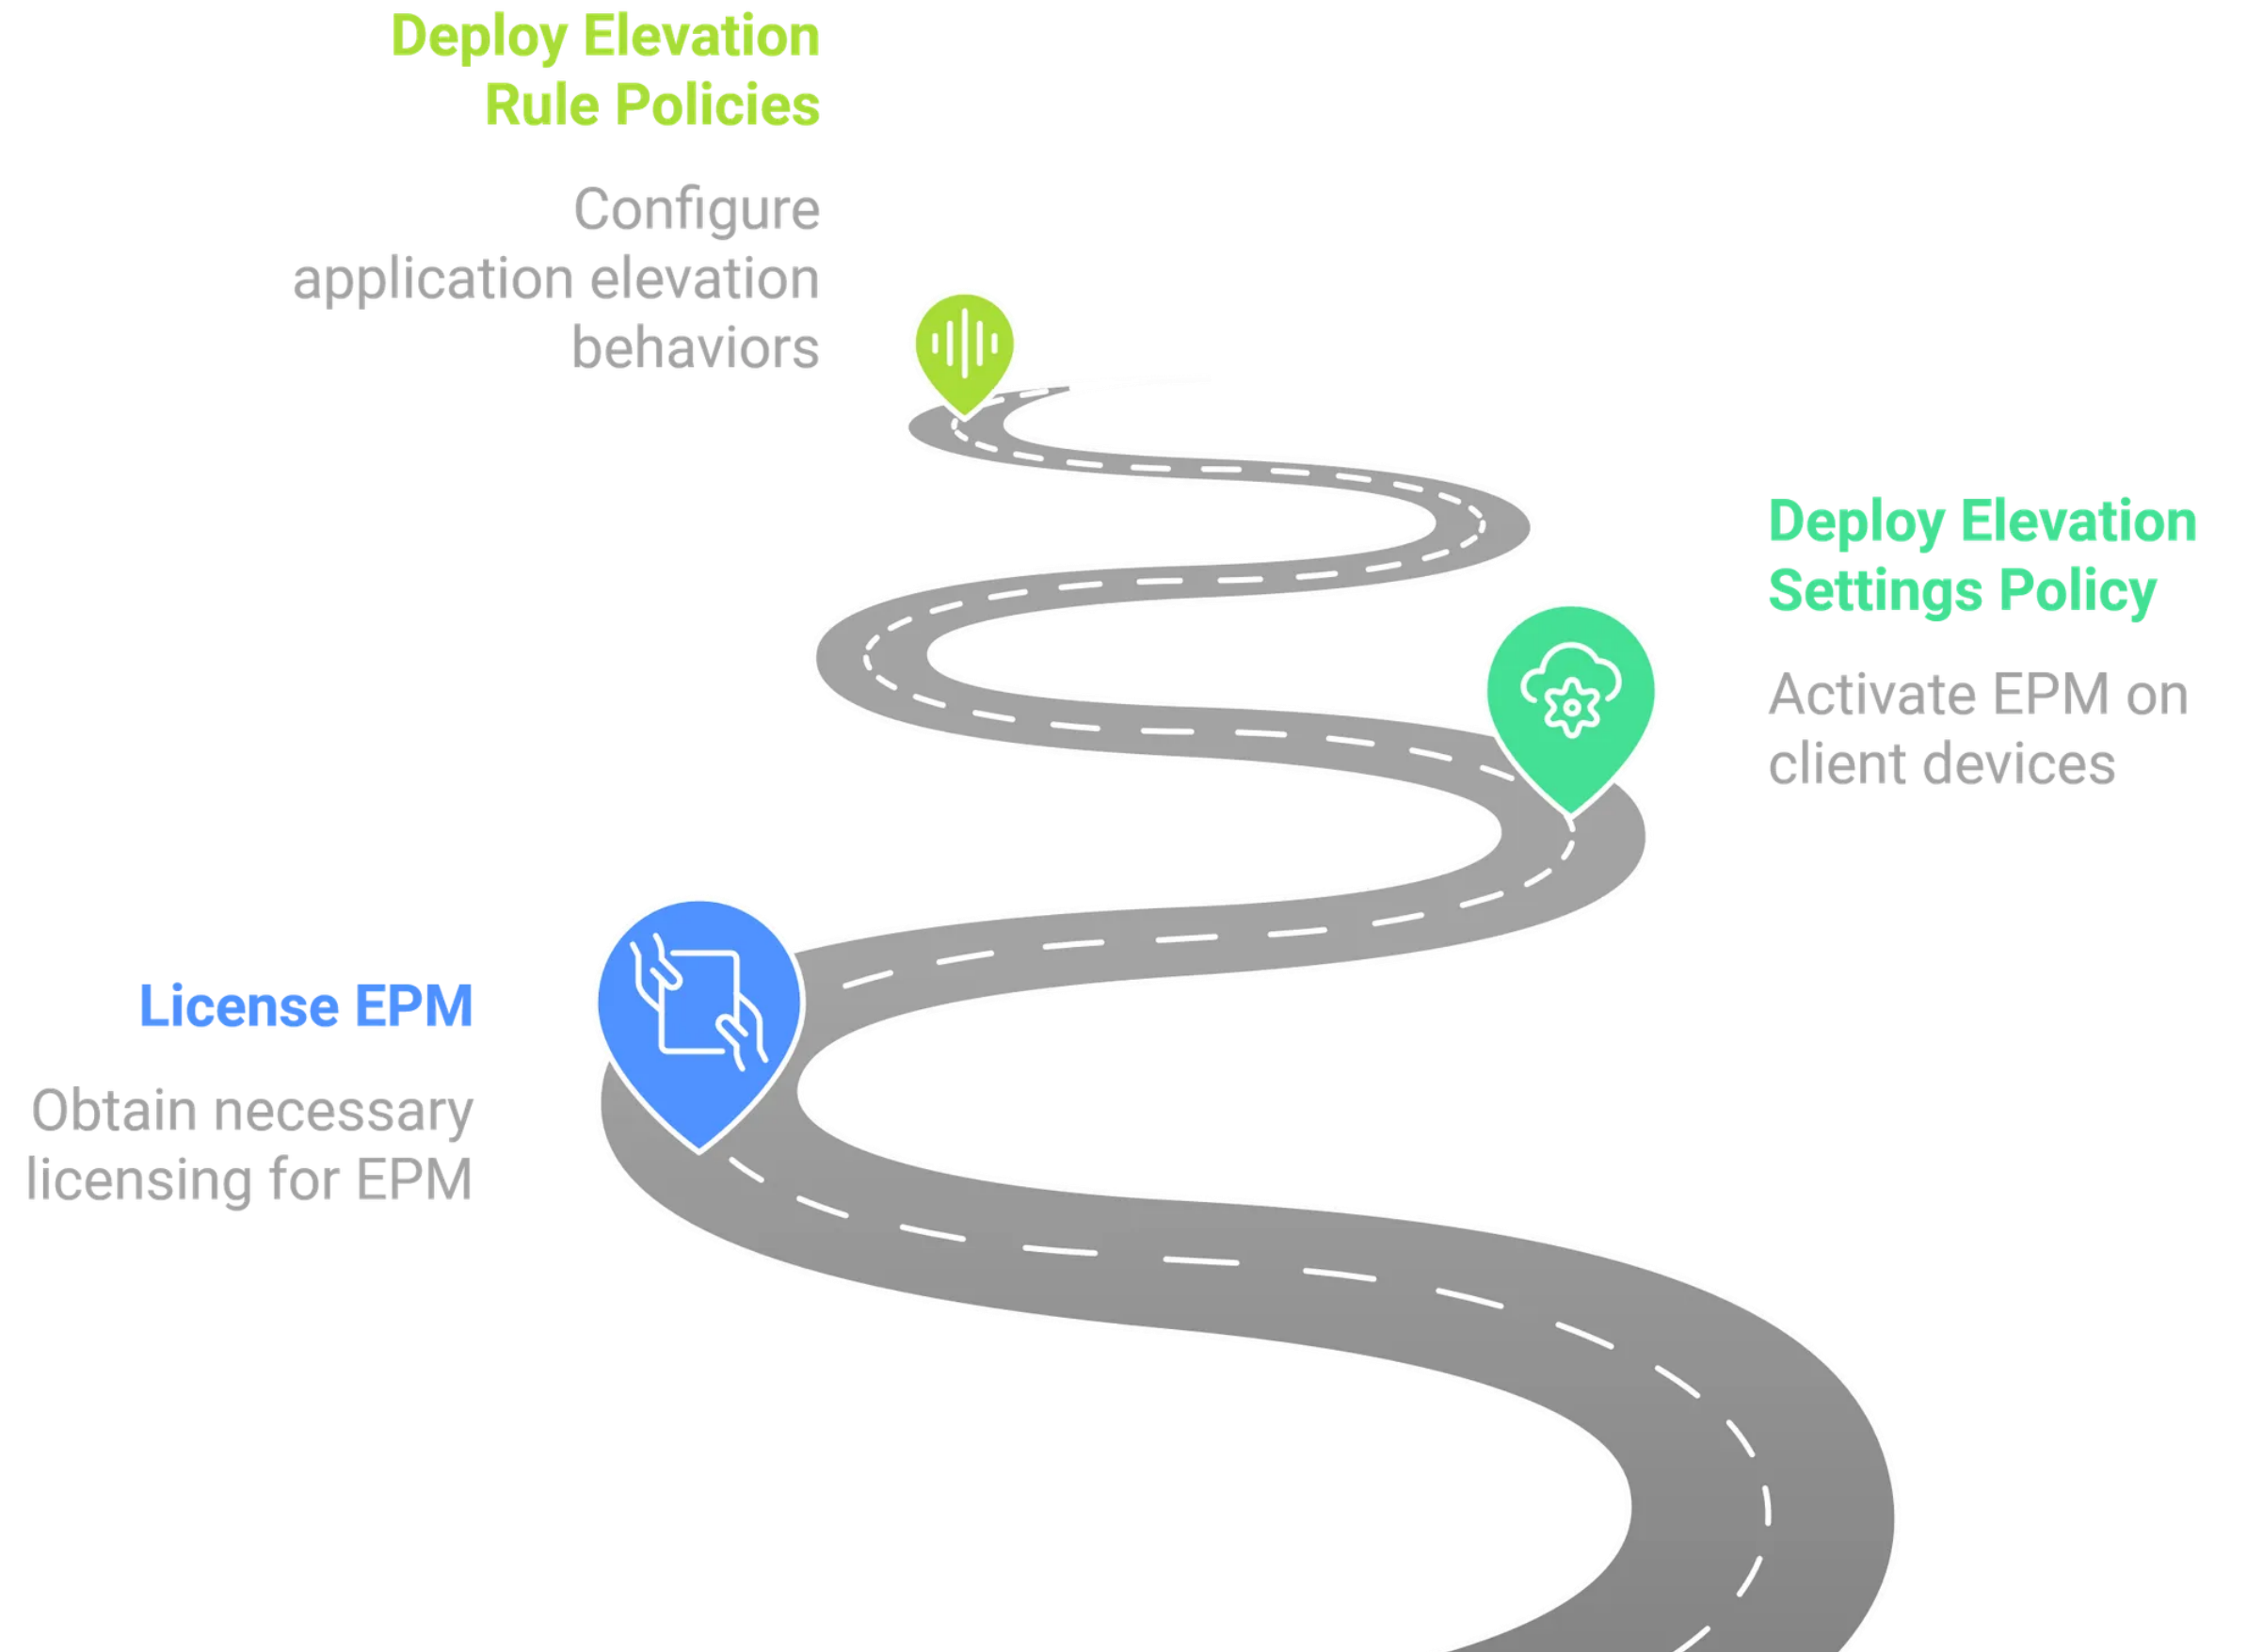 Deploy Elevation
Rule Policies
Configure
application elevation
behaviors
Deploy Elevation
Settings Policy
Activate EPM on
client devices
License EPM
Obtain necessary
licensing for EPM